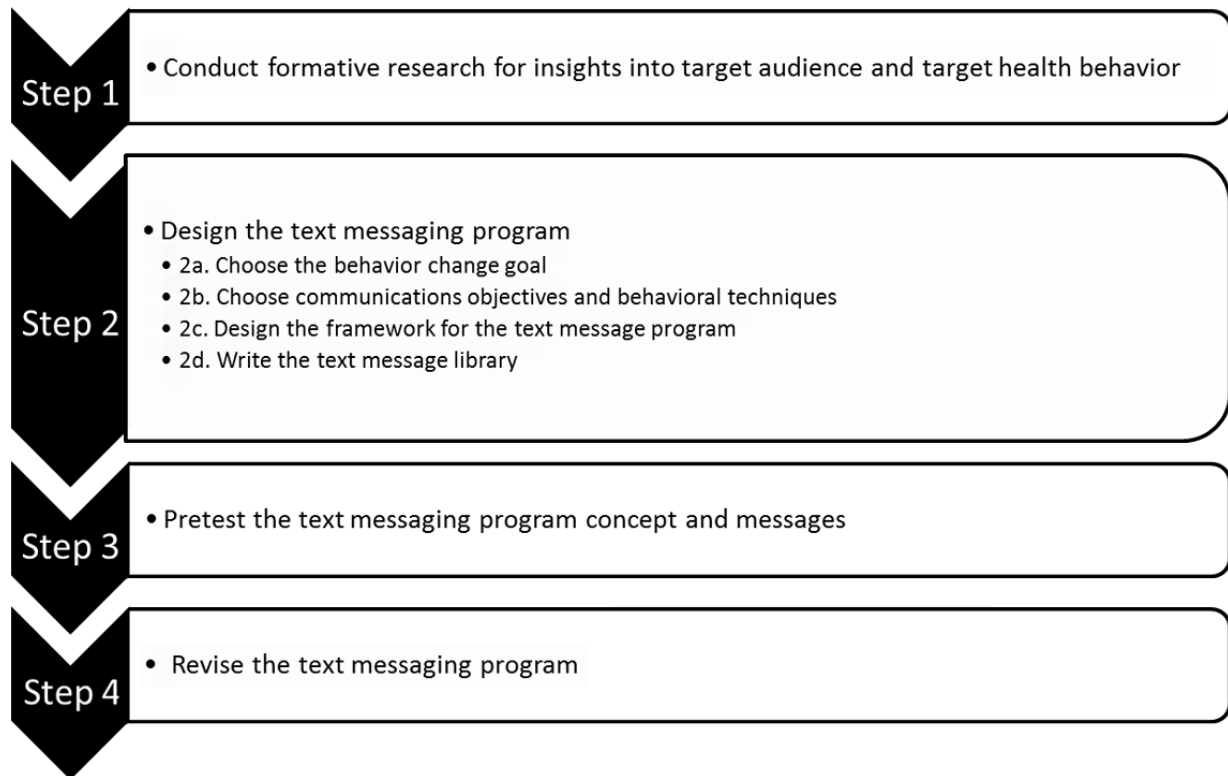 Step 1
• Conduct formative research for insights into target audience and target health behavior
Step 2
• Design the text messaging program
• 2a. Choose the behavior change goal
• 2b. Choose communications objectives and behavioral techniques
• 2c. Design the framework for the text message program
• 2d. Write the text message library
Step 3
• Pretest the text messaging program concept and messages
Step 4
• Revise the text messaging program